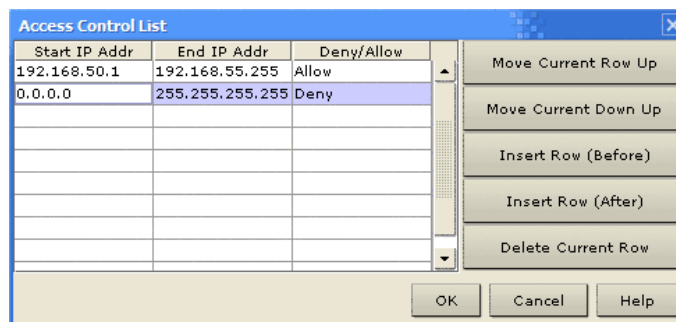 Access Control List
Start IP Addr End IP Addr Deny/Allow
192.168.50.1 192.168.55.255 Allow
0.0.0.0 255.255.255.255 Deny
Move Current Row Up
Move Current Down Up
Insert Row (Before)
Insert Row (After)
Delete Current Row
OK Cancel Help